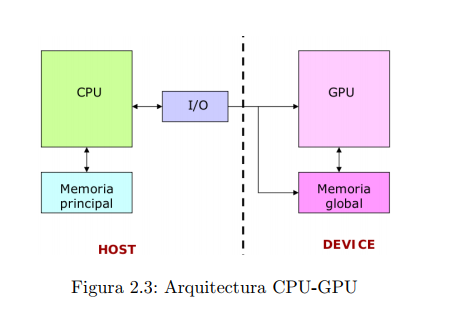 CPU
I/O
GPU
Memoria
principal
Memoria
global
HOST
DEVICE
Figura 2.3: Arquitectura CPU-GPU